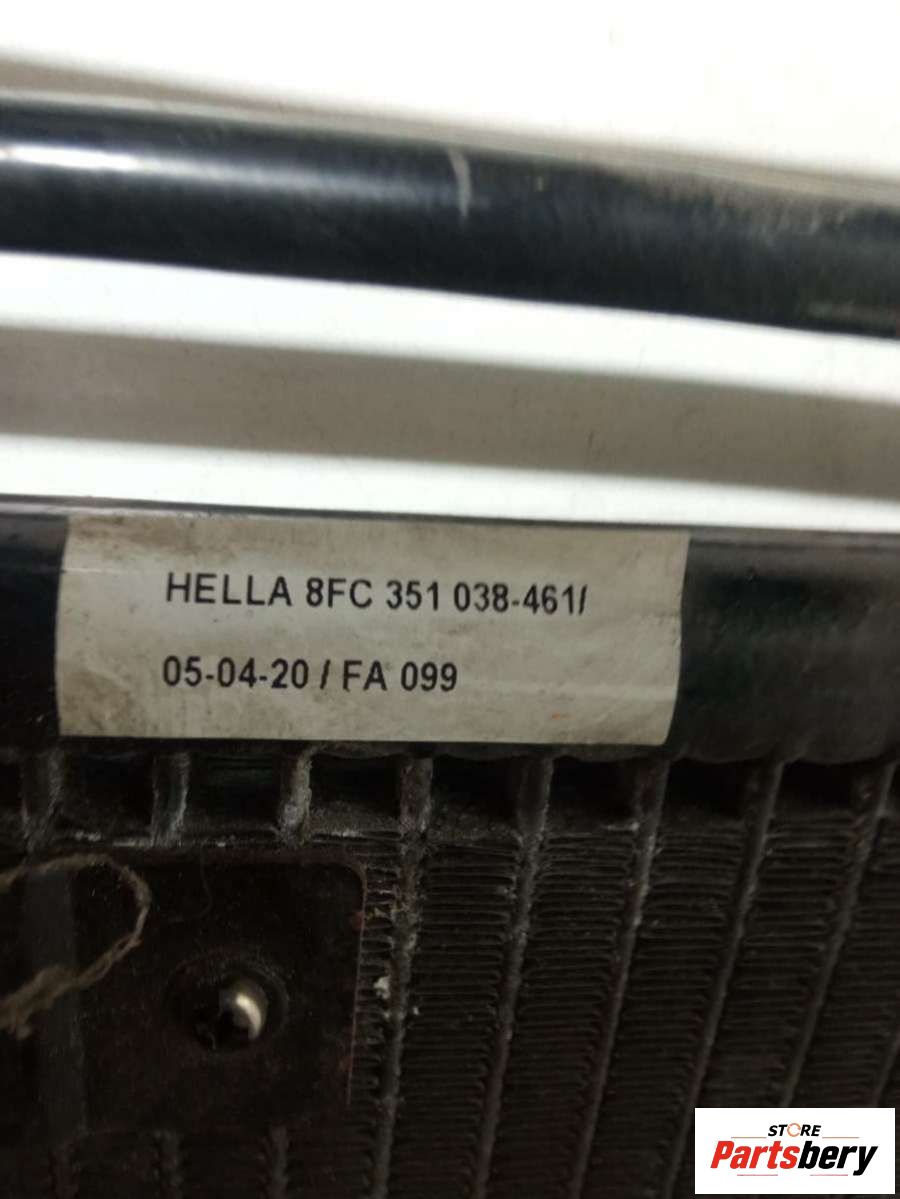 HELLA 8FC 351 038-461/
05-04-20 / FA 099
STORE
Partsbery